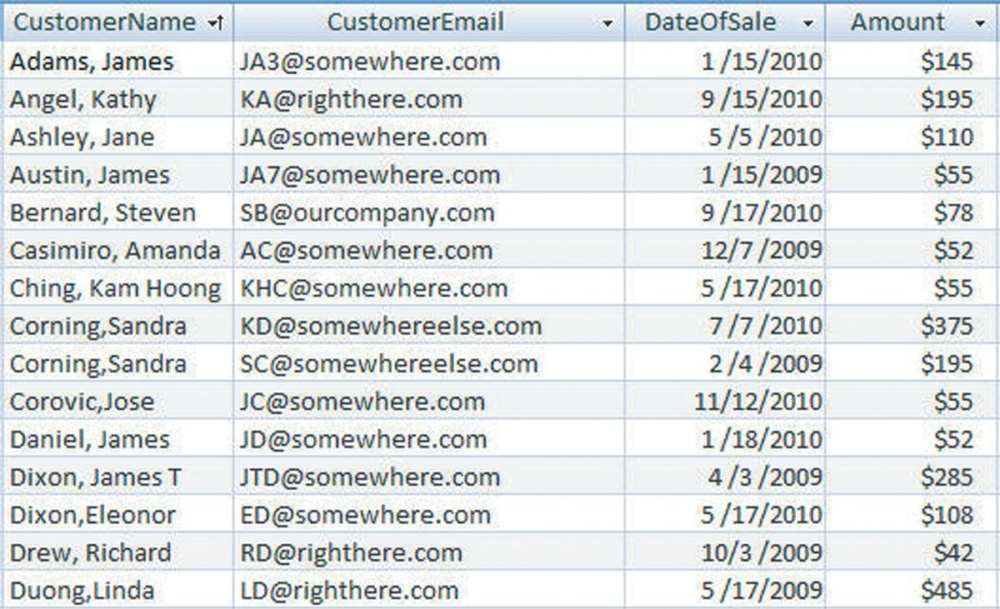 CustomerName CustomerEmail DateOfSale Amount
Adams, James JA3@somewhere.com 1 /15/2010 $145
Angel, Kathy KA@righthere.com 9 /15/2010 $195
Ashley, Jane JA@somewhere.com 5 /5 /2010 $110
Austin, James JA7@somewhere.com 1 /15/2009 $55
Bernard, Steven SB@ourcompany.com 9 /17/2010 $78
Casimiro, Amanda AC@somewhere.com 12/7 /2009 $52
Ching, Kam Hoong KHC@somewhere.com 5 /17/2010 $55
Corning,Sandra KD@somewhereelse.com 7 /7 /2010 $375
Corning,Sandra SC@somewhereelse.com 2 /4 /2009 $195
Corovic,Jose JC@somewhere.com 11/12/2010 $55
Daniel, James JD@somewhere.com 1 /18/2010 $52
Dixon, James T JTD@somewhere.com 4 /3 /2009 $285
Dixon,Eleonor ED@somewhere.com 5 /17/2010 $108
Drew, Richard RD@righthere.com 10/3 /2009 $42
Duong,Linda LD@righthere.com 5 /17/2009 $485